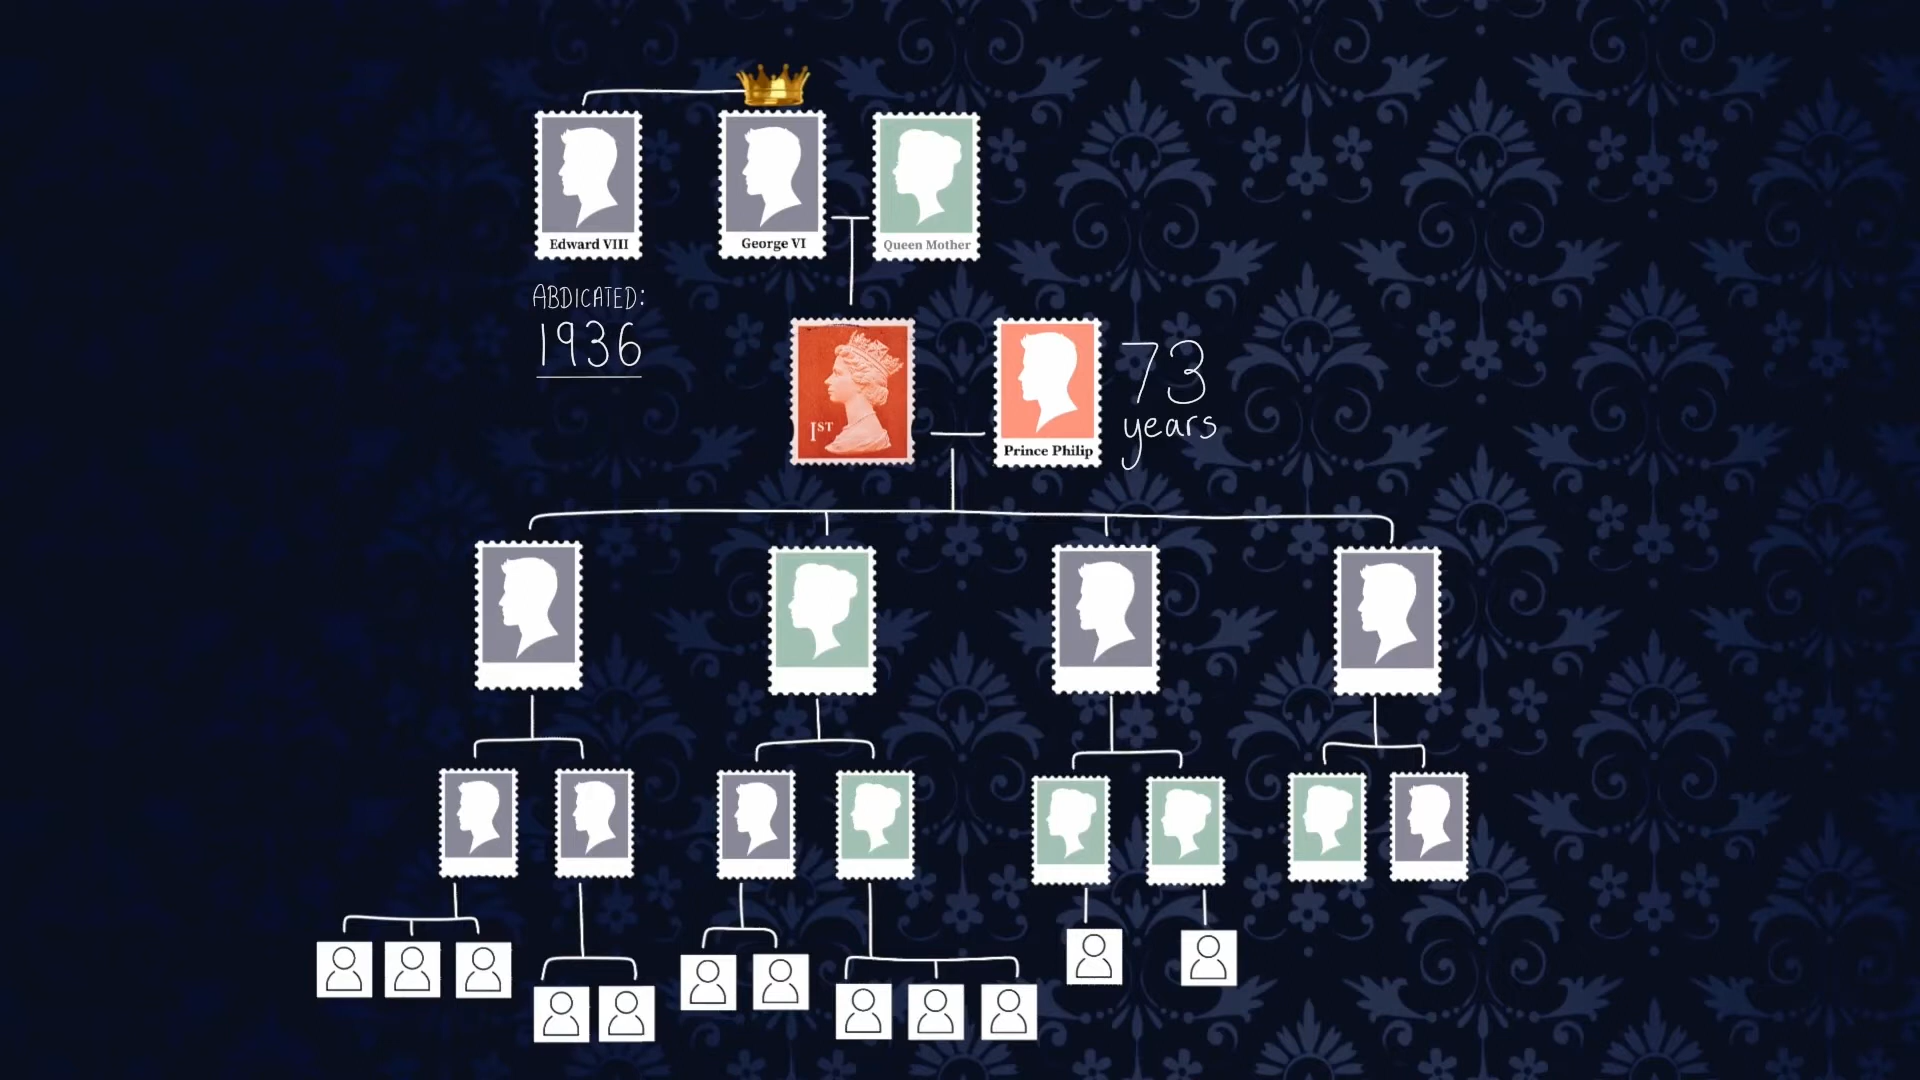 Edward VIII
George VI
Queen Mother
ABDICATED:
1936
1ST
Prince Philip
73
years